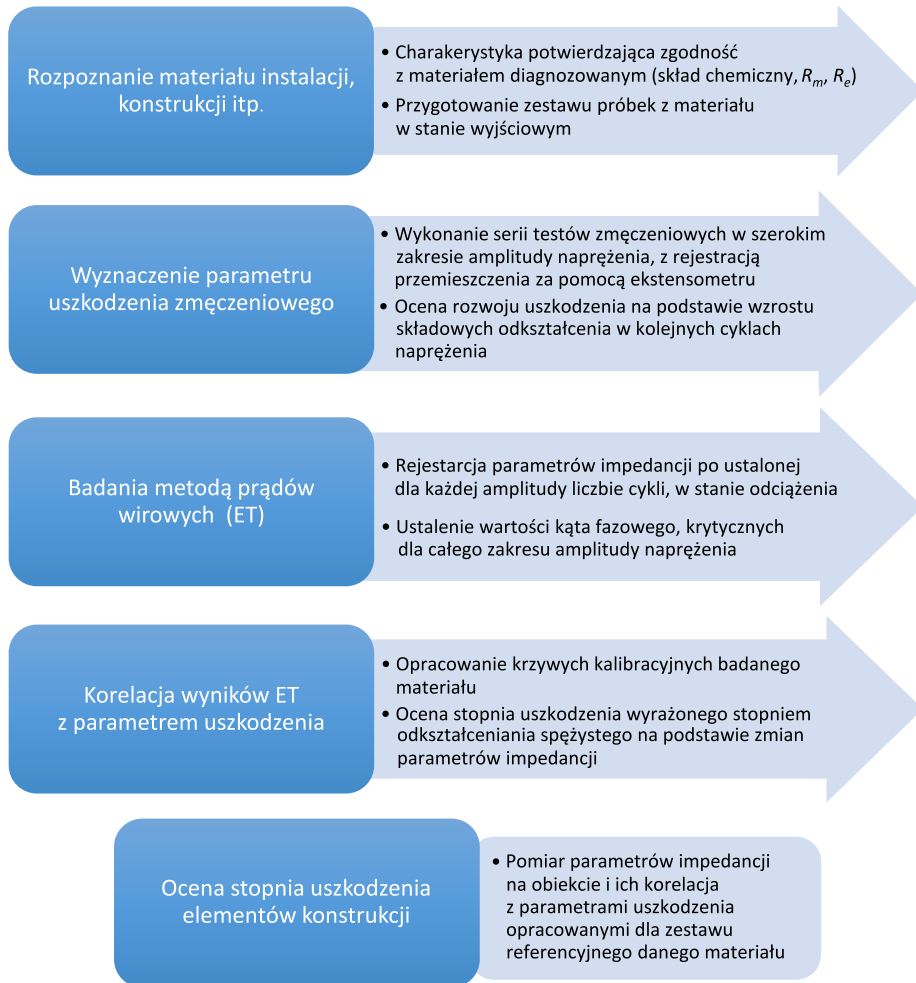 Rozpoznanie materiału instalacji,
konstrukcji itp.
• Charakerystyka potwierdzająca zgodność
z materiałem diagnozowanym (skład chemiczny, Rm, Re)
• Przygotowanie zestawu próbek z materiału
w stanie wyjściowym
Wyznaczenie parametru
uszkodzenia zmęczeniowego
• Wykonanie serii testów zmęczeniowych w szerokim
zakresie amplitudy naprężenia, z rejestracją
przemieszczenia za pomocą ekstensometru
• Ocena rozwoju uszkodzenia na podstawie wzrostu
składowych odkształcenia w kolejnych cyklach
naprężenia
Badania metodą prądów
wirowych (ET)
• Rejestarcja parametrów impedancji po ustalonej
dla każdej amplitudy liczbie cykli, w stanie odciążenia
• Ustalenie wartości kąta fazowego, krytycznych
dla całego zakresu amplitudy naprężenia
Korelacja wyników ET
z parametrem uszkodzenia
• Opracowanie krzywych kalibracyjnych badanego
materiału
• Ocena stopnia uszkodzenia wyrażonego stopniem
odkształceniania spężystego na podstawie zmian
parametrów impedancji
Ocena stopnia uszkodzenia
elementów konstrukcji
• Pomiar parametrów impedancji
na obiekcie i ich korelacja
z parametrami uszkodzenia
opracowanymi dla zestawu
referencyjnego danego materiału